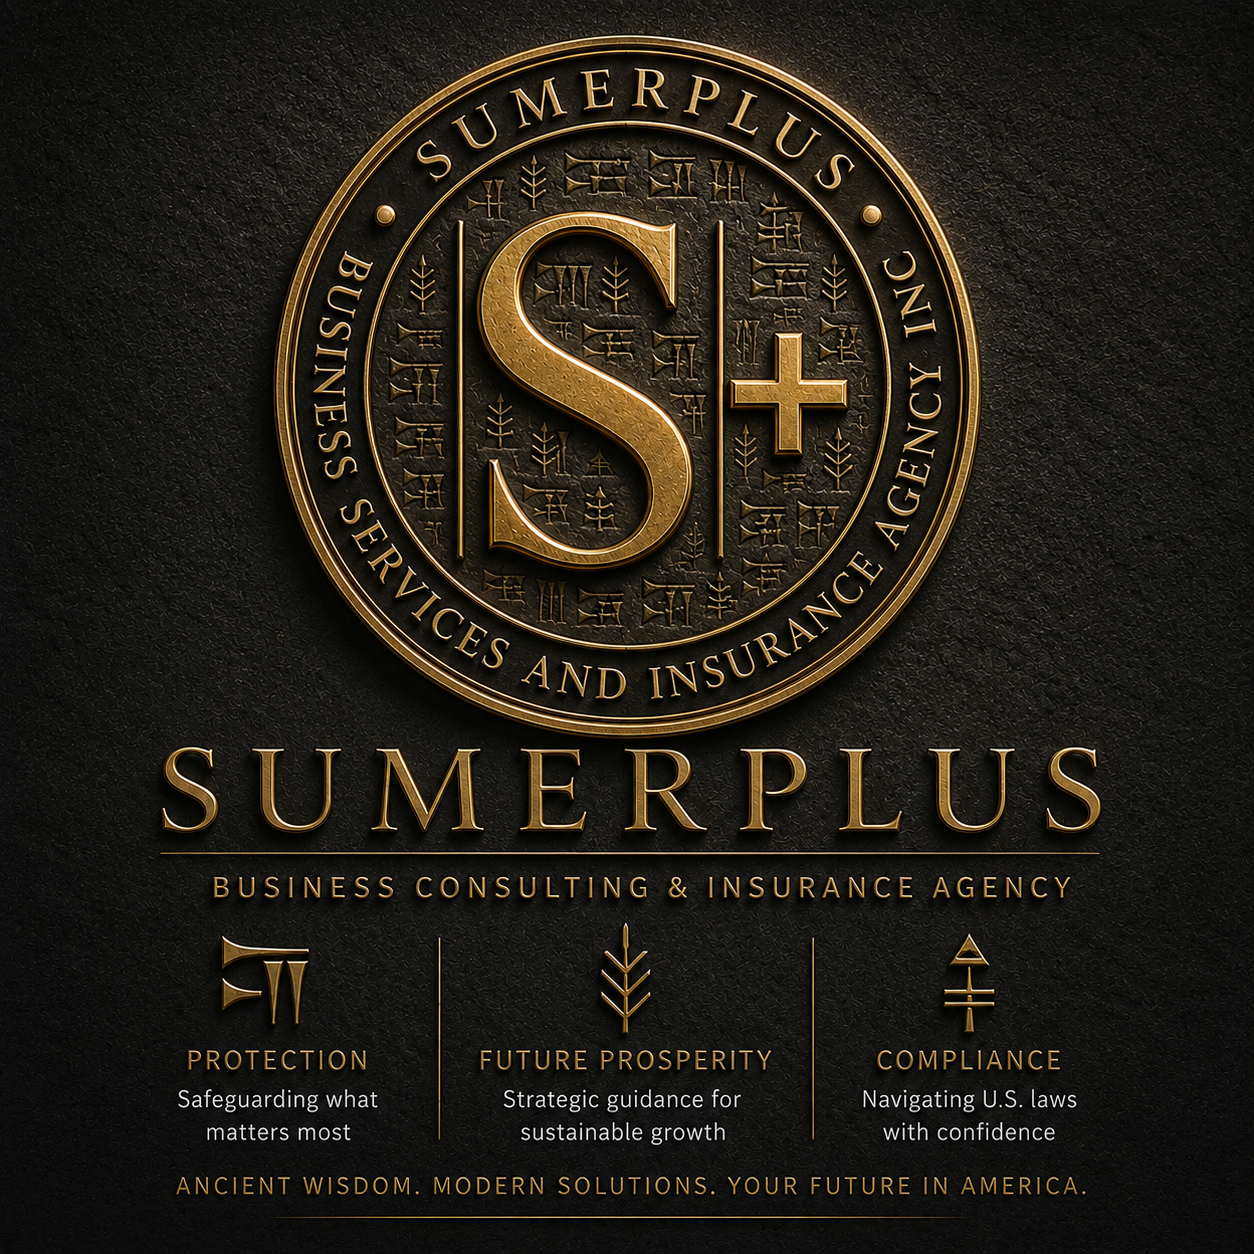 SUMERPLUS
BUSINESS SERVICES AND INSURANCE AGENCY INC
S+
SUMERPLUS
BUSINESS CONSULTING & INSURANCE AGENCY
PROTECTION
Safeguarding what
matters most
FUTURE PROSPERITY
Strategic guidance for
sustainable growth
COMPLIANCE
Navigating U.S. laws
with confidence
ANCIENT WISDOM. MODERN SOLUTIONS. YOUR FUTURE IN AMERICA.